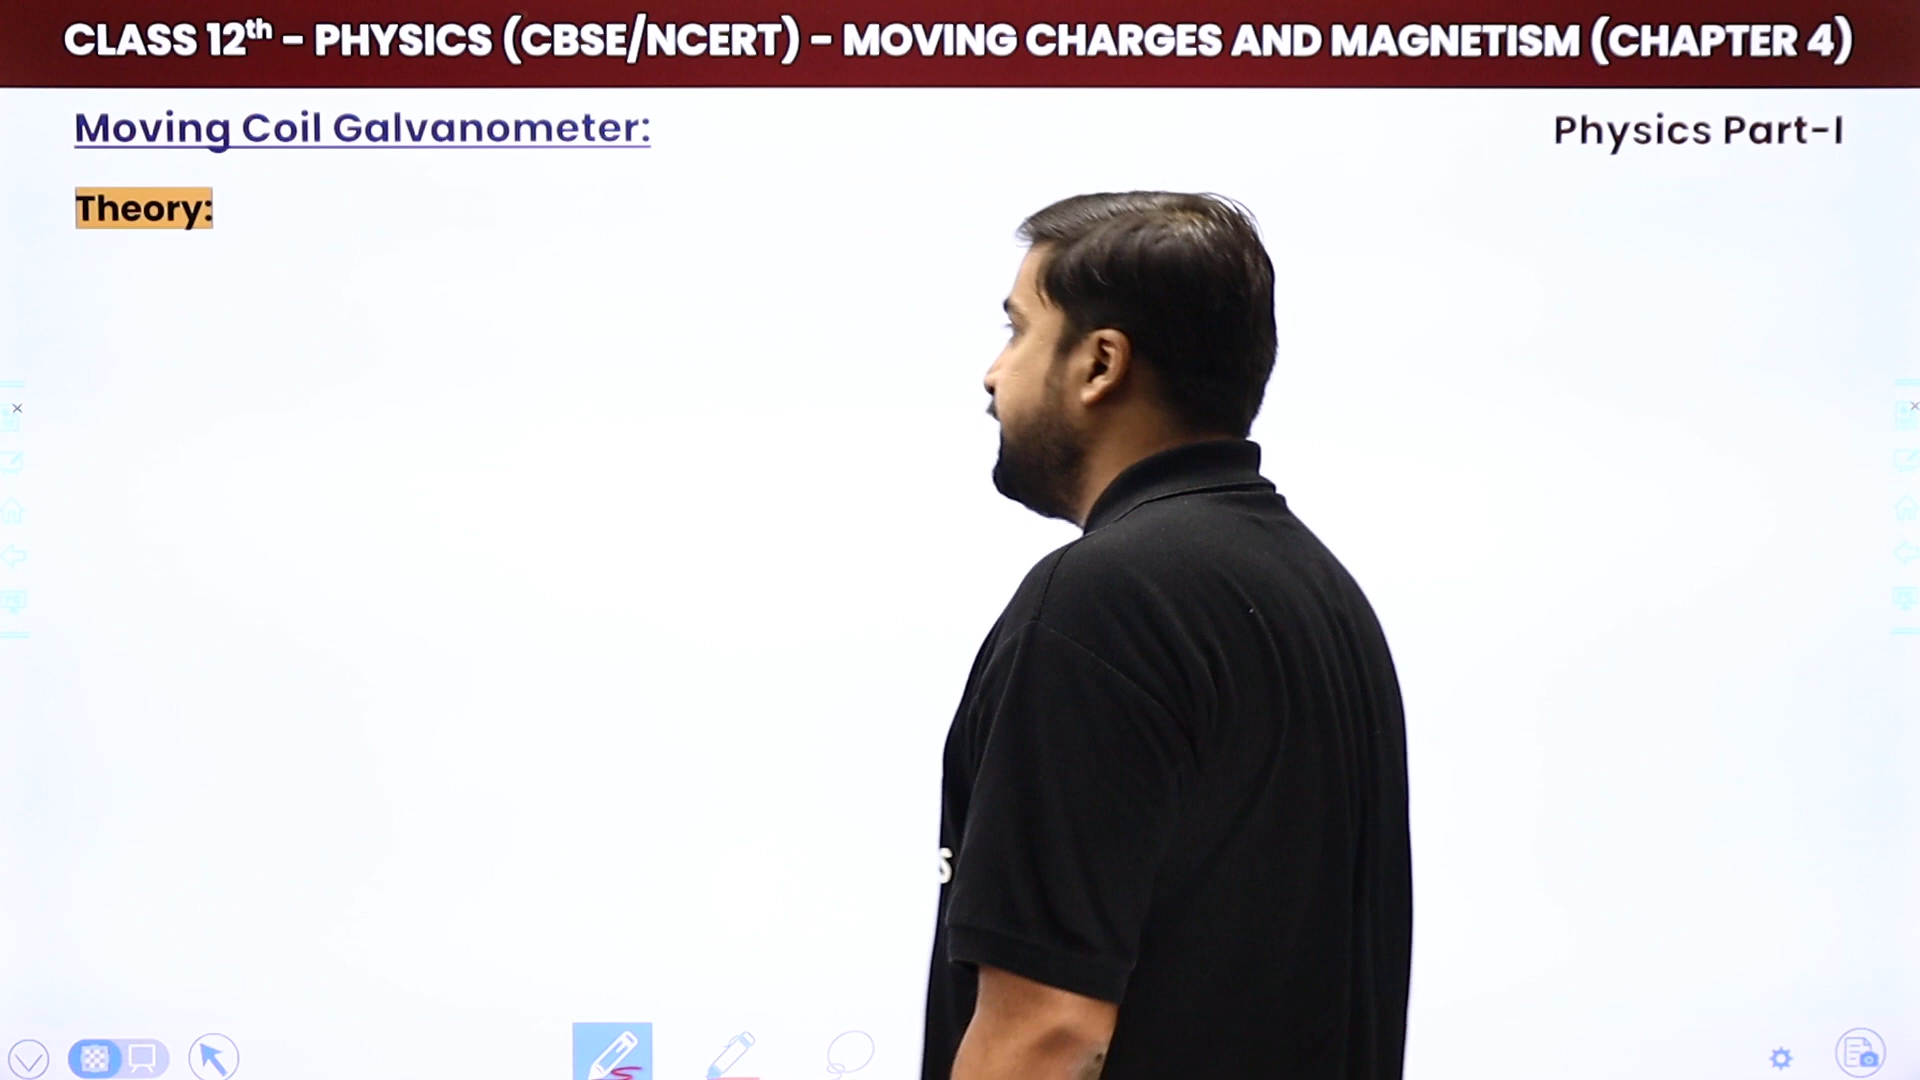 CLASS 12th - PHYSICS (CBSE/NCERT) - MOVING CHARGES AND MAGNETISM (CHAPTER 4)
Moving Coil Galvanometer:
Physics Part-I
Theory:
S